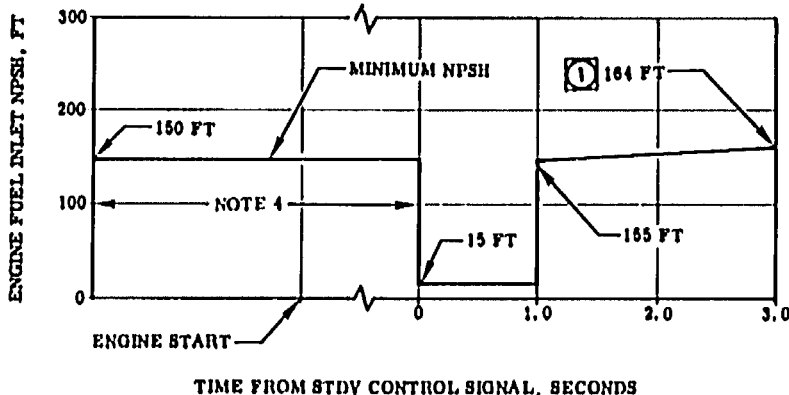 ENGINE FUEL INLET NPSH, FT
300
200
100
0
MINIMUM NPSH
1 164 FT
150 FT
NOTE 4
15 FT
155 FT
0 1.0 2.0 3.0
ENGINE START
TIME FROM STDV CONTROL SIGNAL, SECONDS